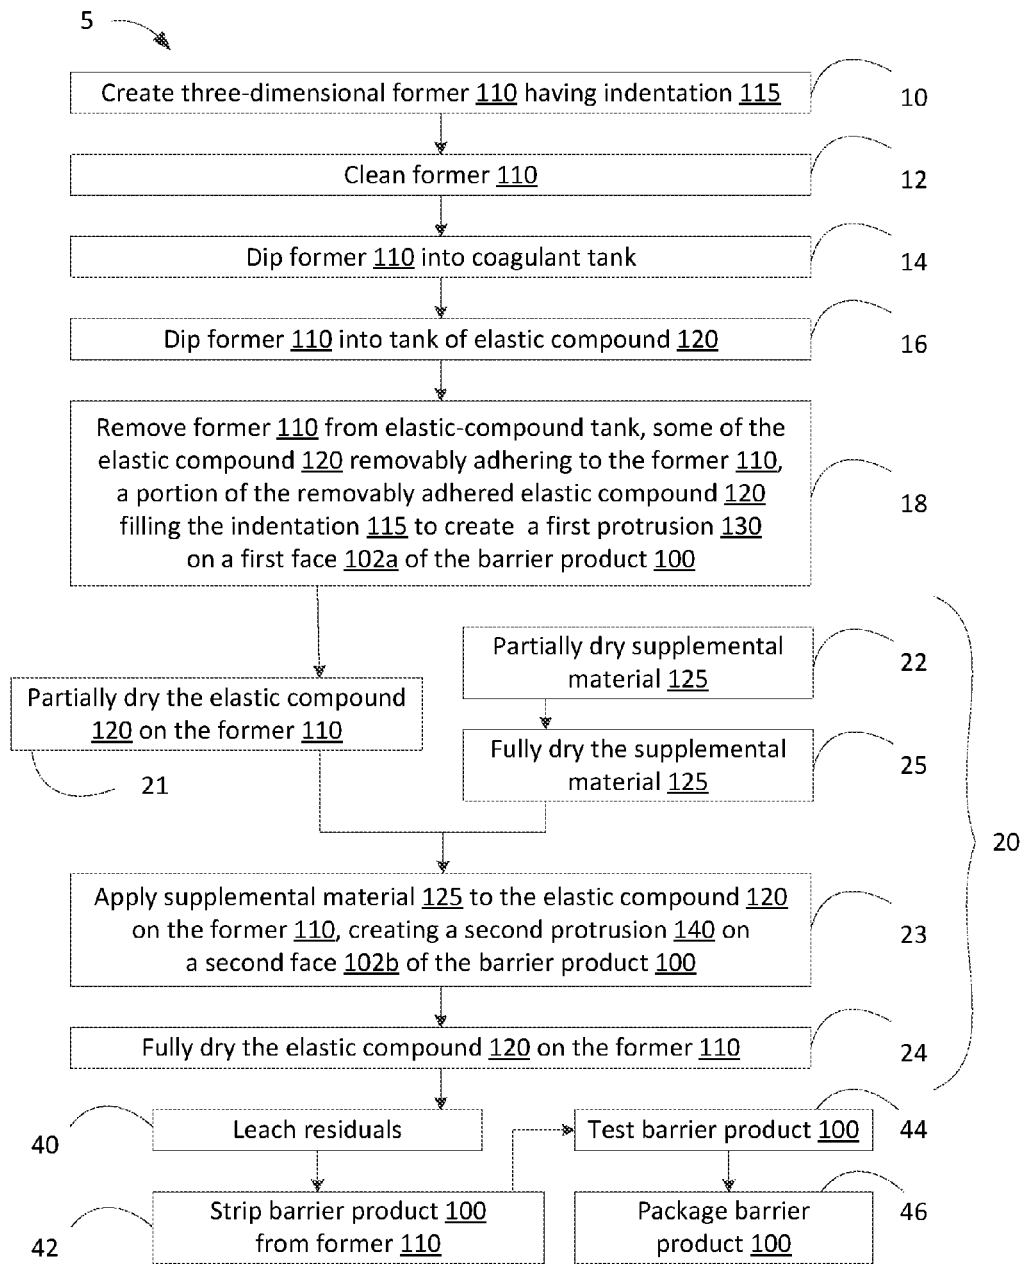 5
Create three-dimensional former 110 having indentation 115
10
Clean former 110
12
Dip former 110 into coagulant tank
14
Dip former 110 into tank of elastic compound 120
16
Remove former 110 from elastic-compound tank, some of the
elastic compound 120 removably adhering to the former 110,
a portion of the removably adhered elastic compound 120
filling the indentation 115 to create a first protrusion 130
on a first face 102a of the barrier product 100
18
Partially dry supplemental
material 125
22
Partially dry the elastic compound
120 on the former 110
21
Fully dry the supplemental
material 125
25
20
Apply supplemental material 125 to the elastic compound 120
on the former 110, creating a second protrusion 140 on
a second face 102b of the barrier product 100
23
Fully dry the elastic compound 120 on the former 110
24
Leach residuals
40
Test barrier product 100
44
Strip barrier product 100
from former 110
42
Package barrier
product 100
46